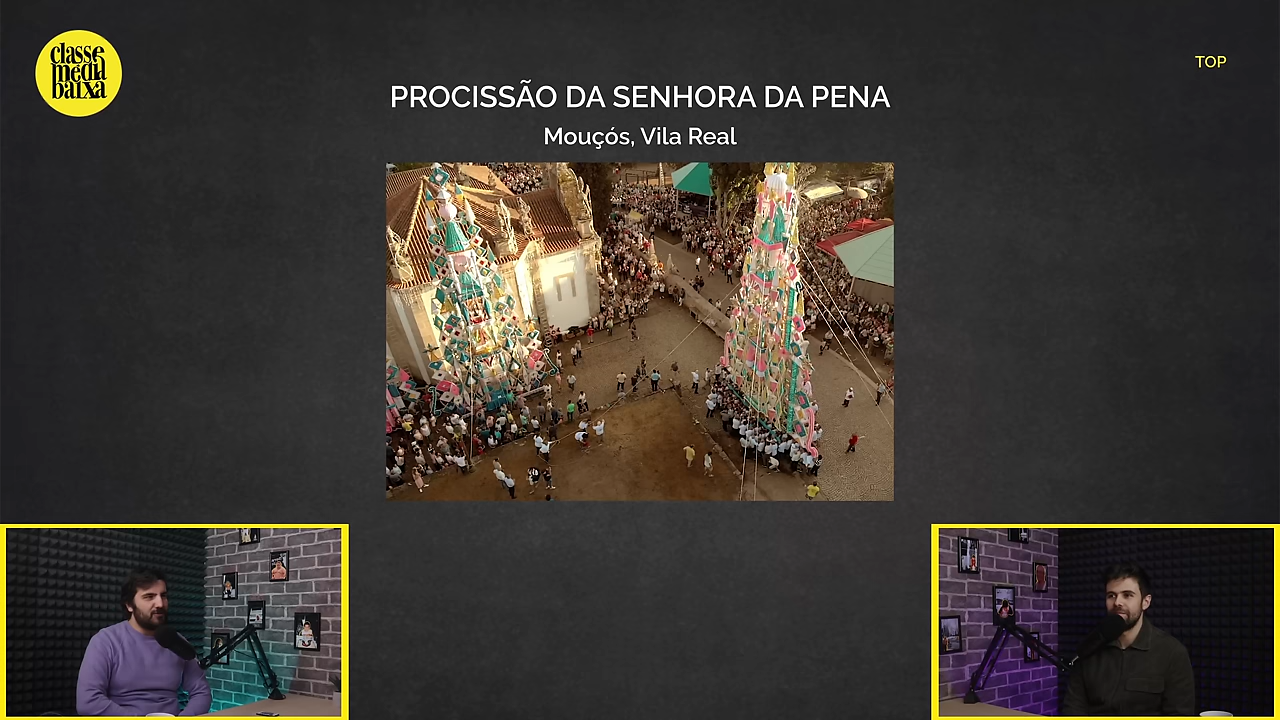 classe
média
baixa
TOP
PROCISSÃO DA SENHORA DA PENA
Mouçós, Vila Real